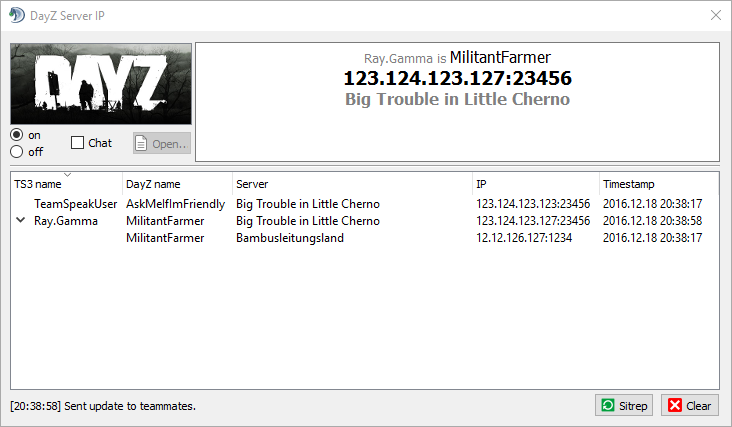 DayZ Server IP
DAYZ
Ray.Gamma is MilitantFarmer
123.124.123.127:23456
Big Trouble in Little Cherno
on
off
Chat
Open..
TS3 name DayZ name Server IP Timestamp
TeamSpeakUser AskMeIfImFriendly Big Trouble in Little Cherno 123.124.123.123:23456 2016.12.18 20:38:17
Ray.Gamma MilitantFarmer Big Trouble in Little Cherno 123.124.123.127:23456 2016.12.18 20:38:58
MilitantFarmer Bambusleitungsland 12.12.126.127:1234 2016.12.18 20:38:17
[20:38:58] Sent update to teammates.
Sitrep
Clear